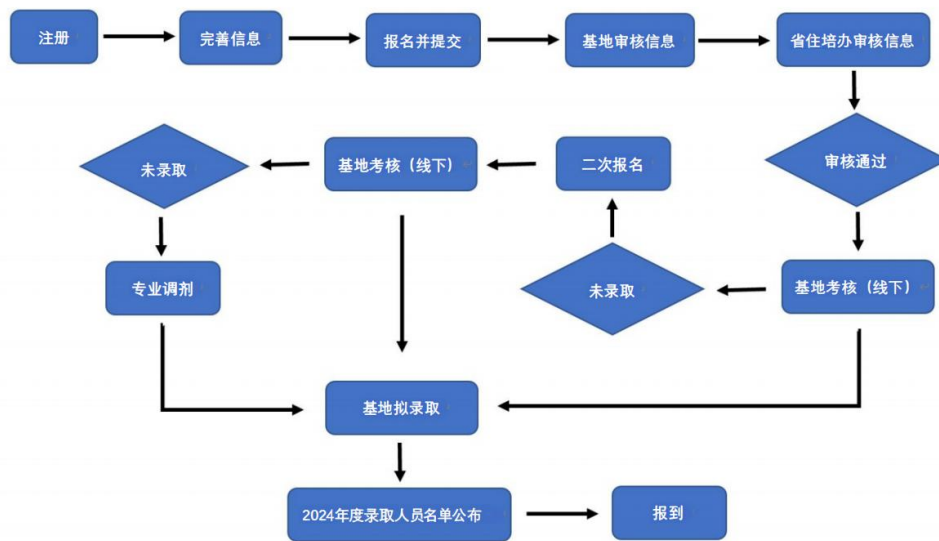 注册
完善信息
报名并提交
基地审核信息
省住培办审核信息
未录取
基地考核（线下）
二次报名
审核通过
专业调剂
未录取
基地考核（线下）
基地拟录取
2024年度录取人员名单公布
报到